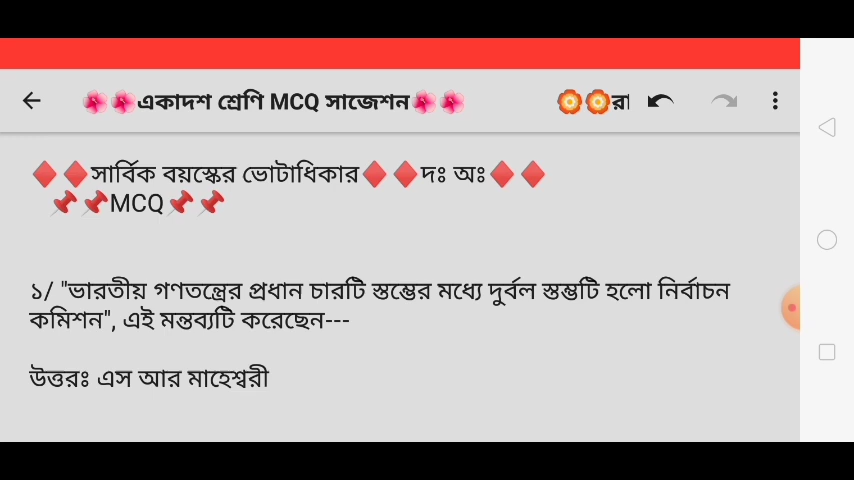 🌺🌺একাদশ শ্রেণি MCQ সাজেশন🌺🌺 🏵️🏵️রা
♦️♦️সার্বিক বয়স্কের ভোটাধিকার♦️♦️দঃ অঃ♦️♦️
📌📌MCQ📌📌
১/ "ভারতীয় গণতন্ত্রের প্রধান চারটি স্তম্ভের মধ্যে দুর্বল স্তম্ভটি হলো নির্বাচন
কমিশন", এই মন্তব্যটি করেছেন---
উত্তরঃ এস আর মাহেশ্বরী